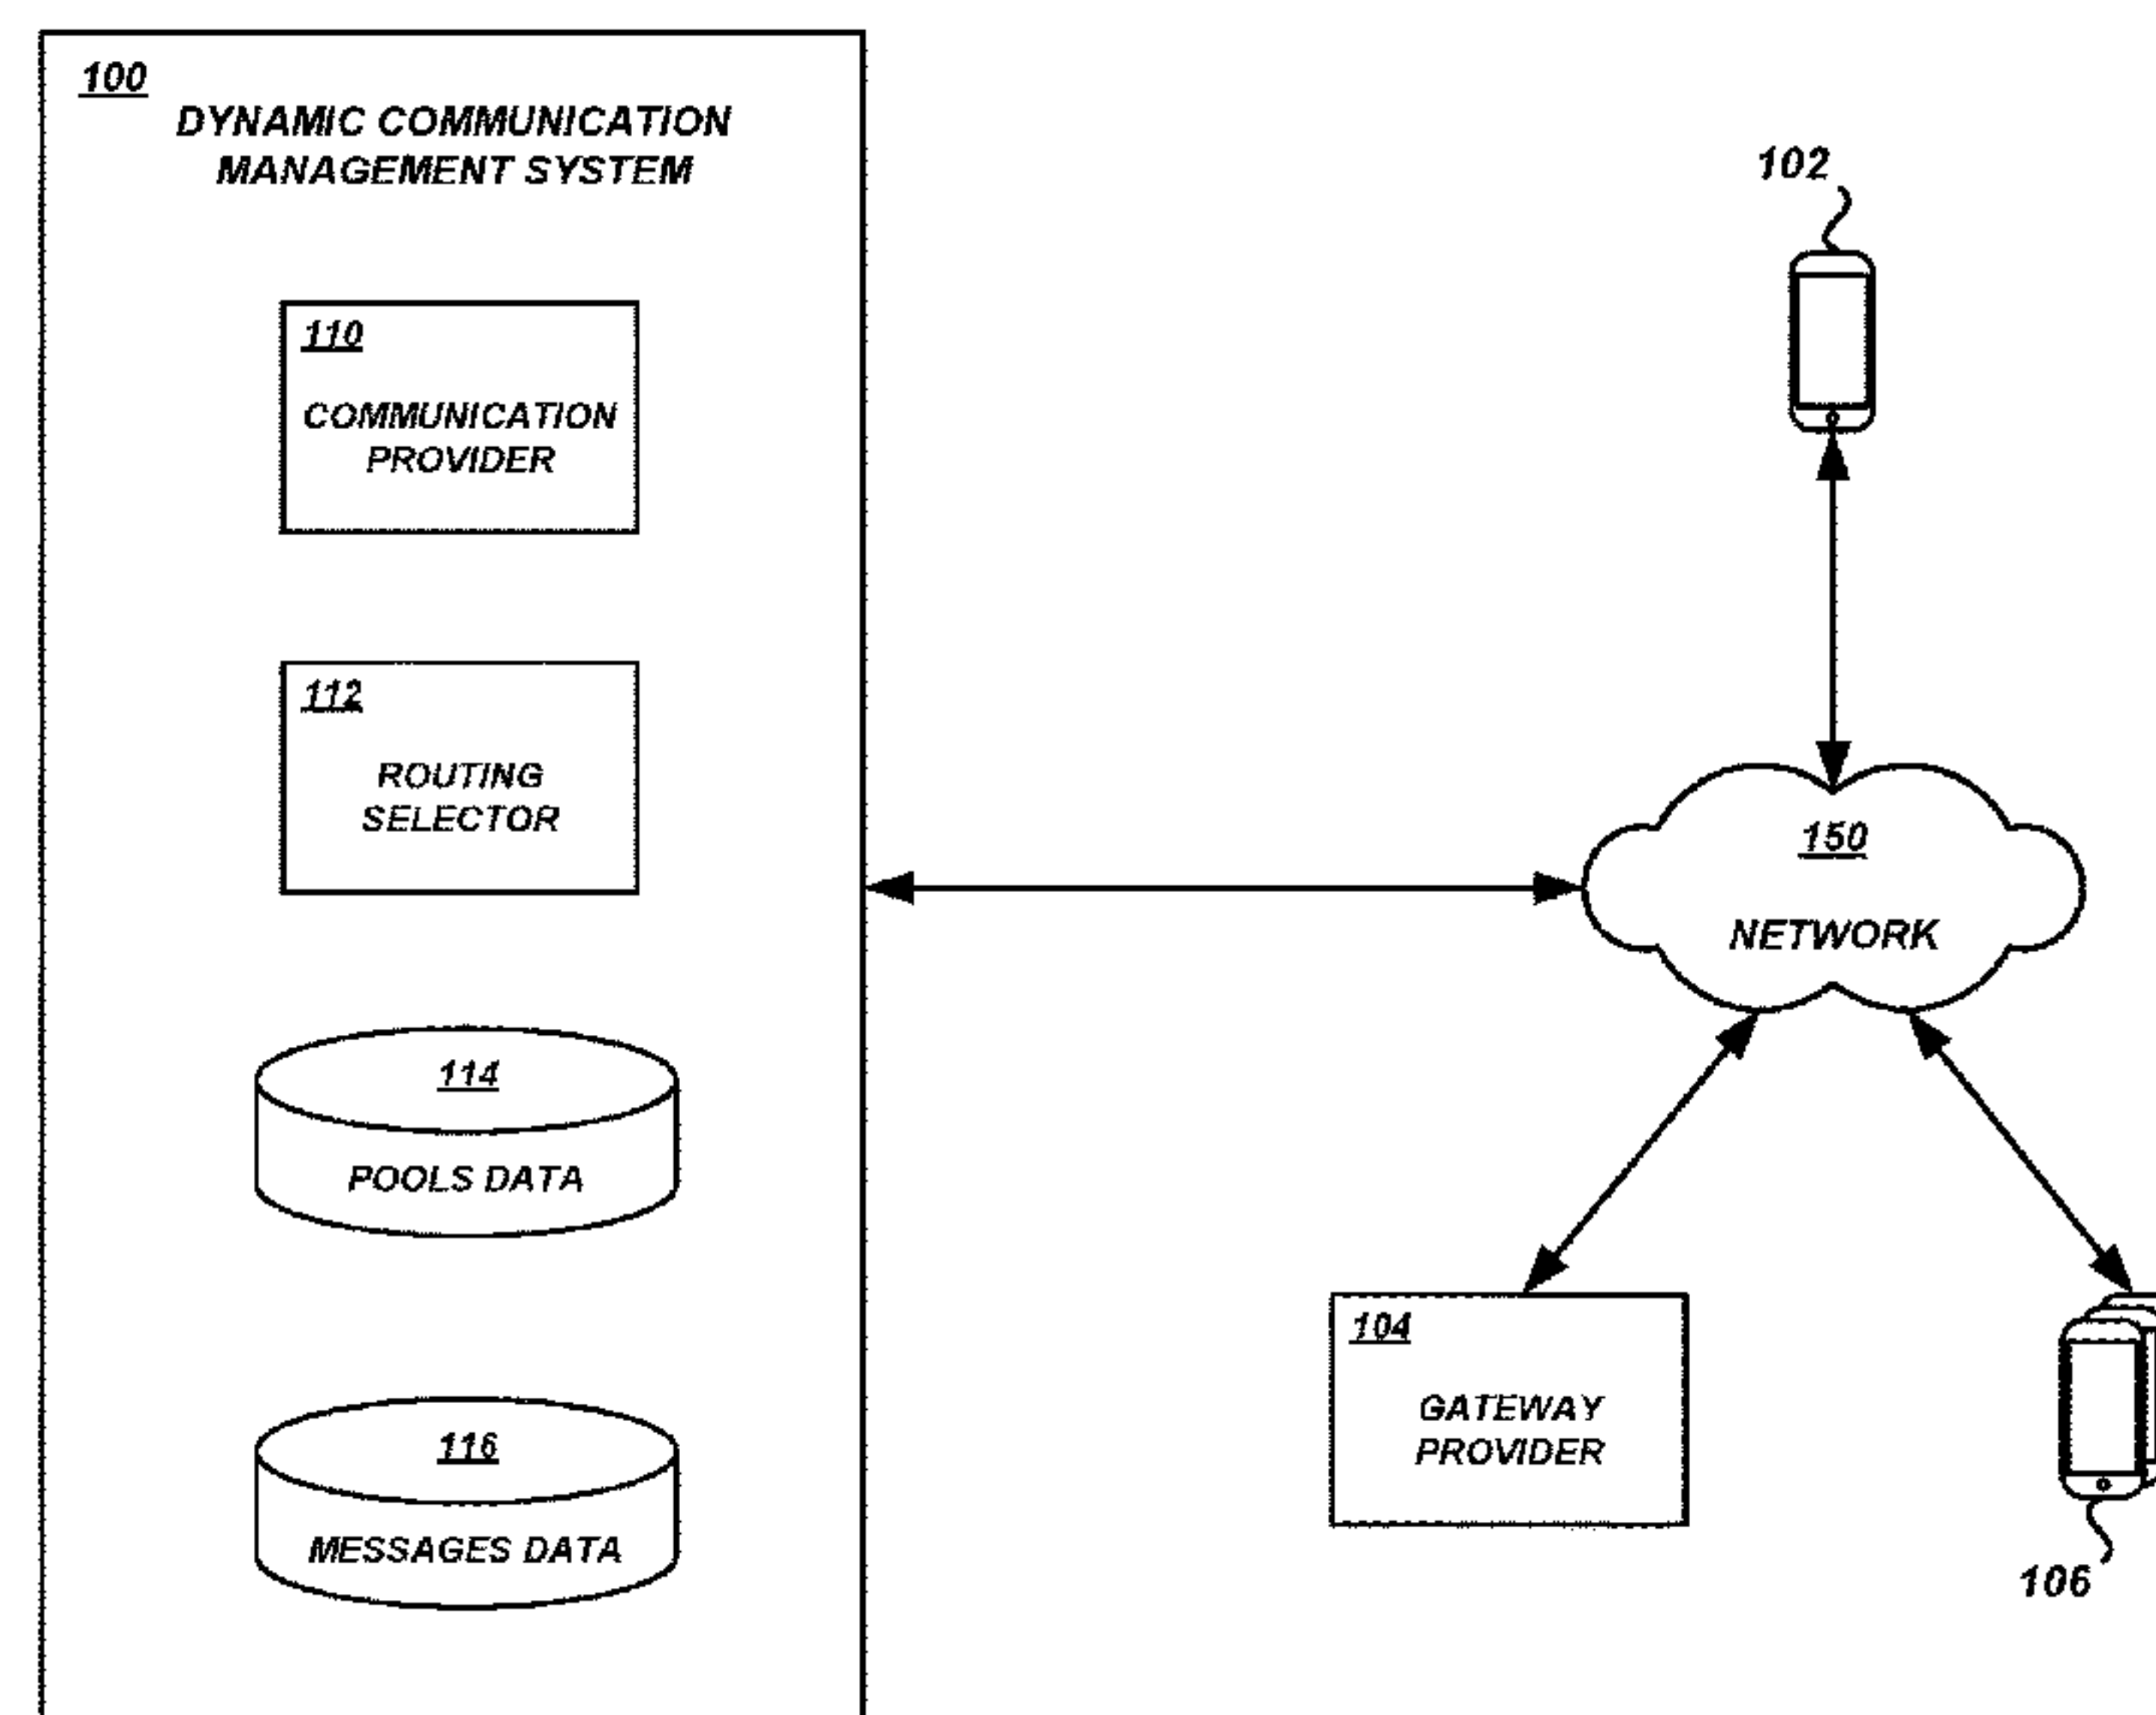 100
DYNAMIC COMMUNICATION
MANAGEMENT SYSTEM
110
COMMUNICATION
PROVIDER
112
ROUTING
SELECTOR
114
POOLS DATA
116
MESSAGES DATA
102
150
NETWORK
104
GATEWAY
PROVIDER
106